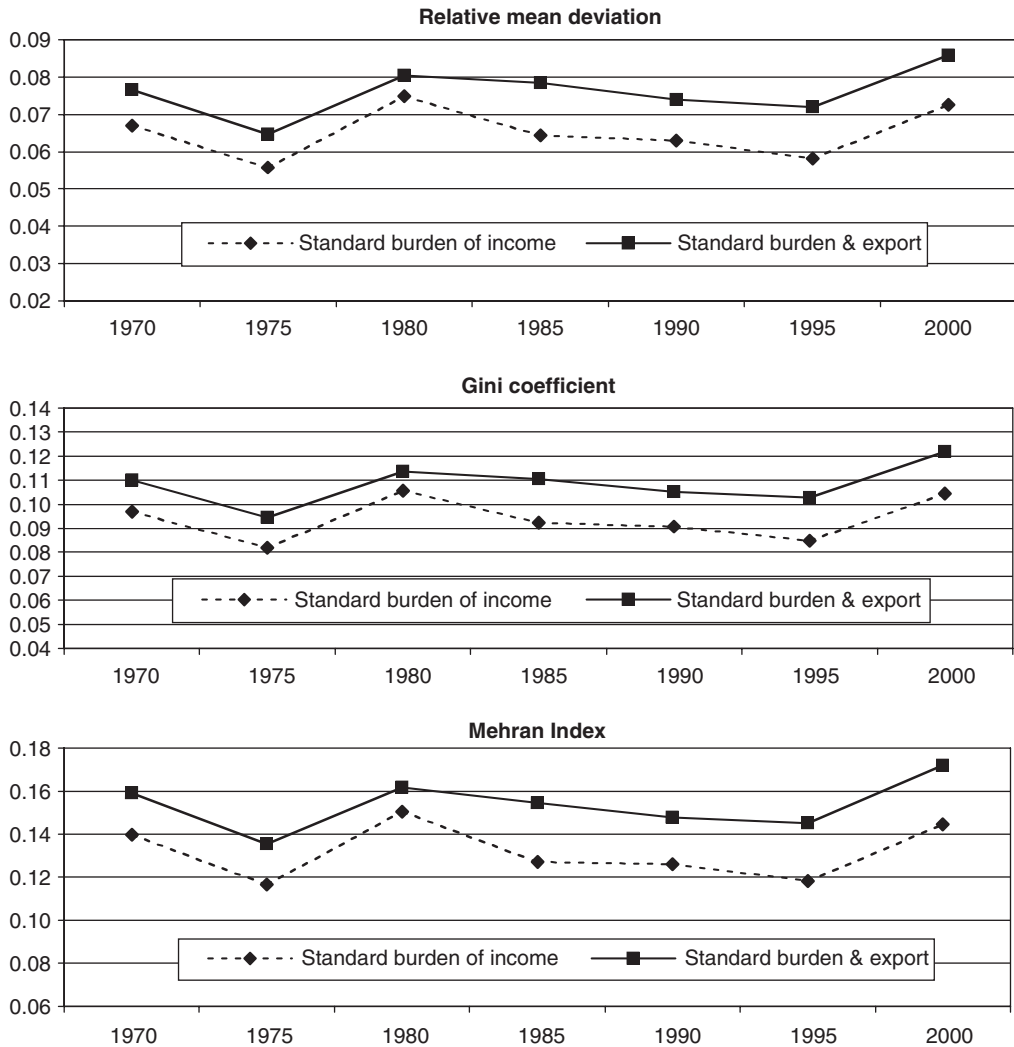 Relative mean deviation
0.09
0.08
0.07
0.06
0.05
0.04
0.03
0.02
Standard burden of income
Standard burden & export
1970 1975 1980 1985 1990 1995 2000
Gini coefficient
0.14
0.13
0.12
0.11
0.10
0.09
0.08
0.07
0.06
0.05
0.04
Standard burden of income
Standard burden & export
1970 1975 1980 1985 1990 1995 2000
Mehran Index
0.18
0.16
0.14
0.12
0.10
0.08
0.06
Standard burden of income
Standard burden & export
1970 1975 1980 1985 1990 1995 2000